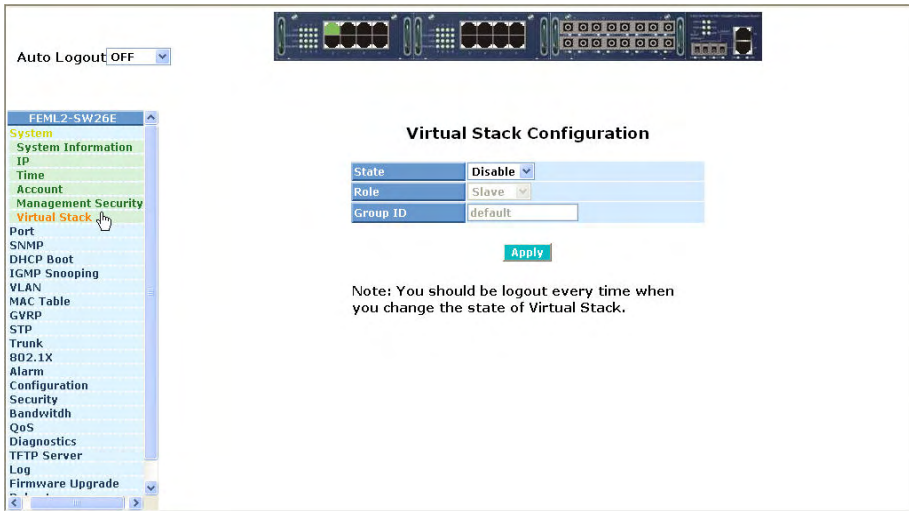 Auto Logout OFF
FEML2-SW26E
System
System Information
IP
Time
Account
Management Security
Virtual Stack
Port
SNMP
DHCP Boot
IGMP Snooping
VLAN
MAC Table
GVRP
STP
Trunk
802.1X
Alarm
Configuration
Security
Bandwitdh
QoS
Diagnostics
TFTP Server
Log
Firmware Upgrade
Virtual Stack Configuration
State Disable
Role Slave
Group ID default
Apply
Note: You should be logout every time when
you change the state of Virtual Stack.